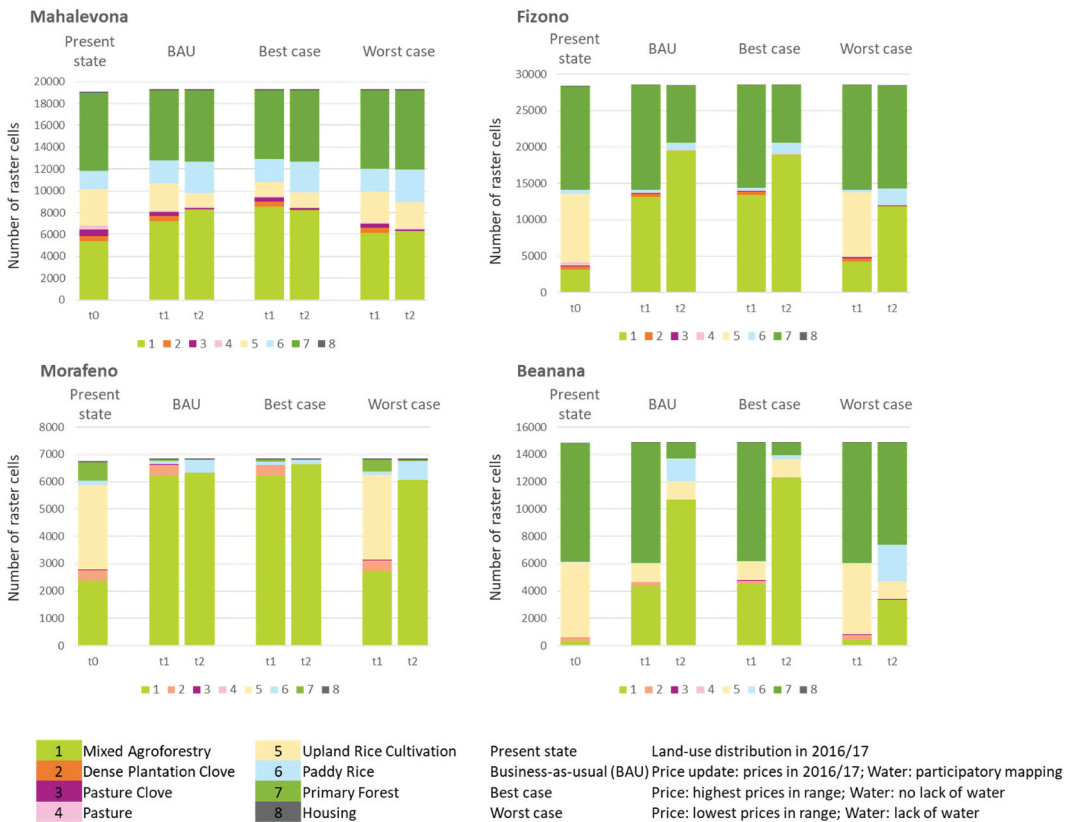 Mahalevona
Present state
BAU
Best case
Worst case
Number of raster cells
20000
18000
16000
14000
12000
10000
8000
6000
4000
2000
0
t0
t1 t2
t1 t2
t1 t2
1 2 3 4 5 6 7 8
Fizono
Present state
BAU
Best case
Worst case
Number of raster cells
30000
25000
20000
15000
10000
5000
0
t0
t1 t2
t1 t2
t1 t2
1 2 3 4 5 6 7 8
Morafeno
Present state
BAU
Best case
Worst case
Number of raster cells
8000
7000
6000
5000
4000
3000
2000
1000
0
t0
t1 t2
t1 t2
t1 t2
1 2 3 4 5 6 7 8
Beanana
Present state
BAU
Best case
Worst case
Number of raster cells
16000
14000
12000
10000
8000
6000
4000
2000
0
t0
t1 t2
t1 t2
t1 t2
1 2 3 4 5 6 7 8
1 Mixed Agroforestry
2 Dense Plantation Clove
3 Pasture Clove
4 Pasture
5 Upland Rice Cultivation
6 Paddy Rice
7 Primary Forest
8 Housing
Present state Land-use distribution in 2016/17
Business-as-usual (BAU) Price update: prices in 2016/17; Water: participatory mapping
Best case Price: highest prices in range; Water: no lack of water
Worst case Price: lowest prices in range; Water: lack of water